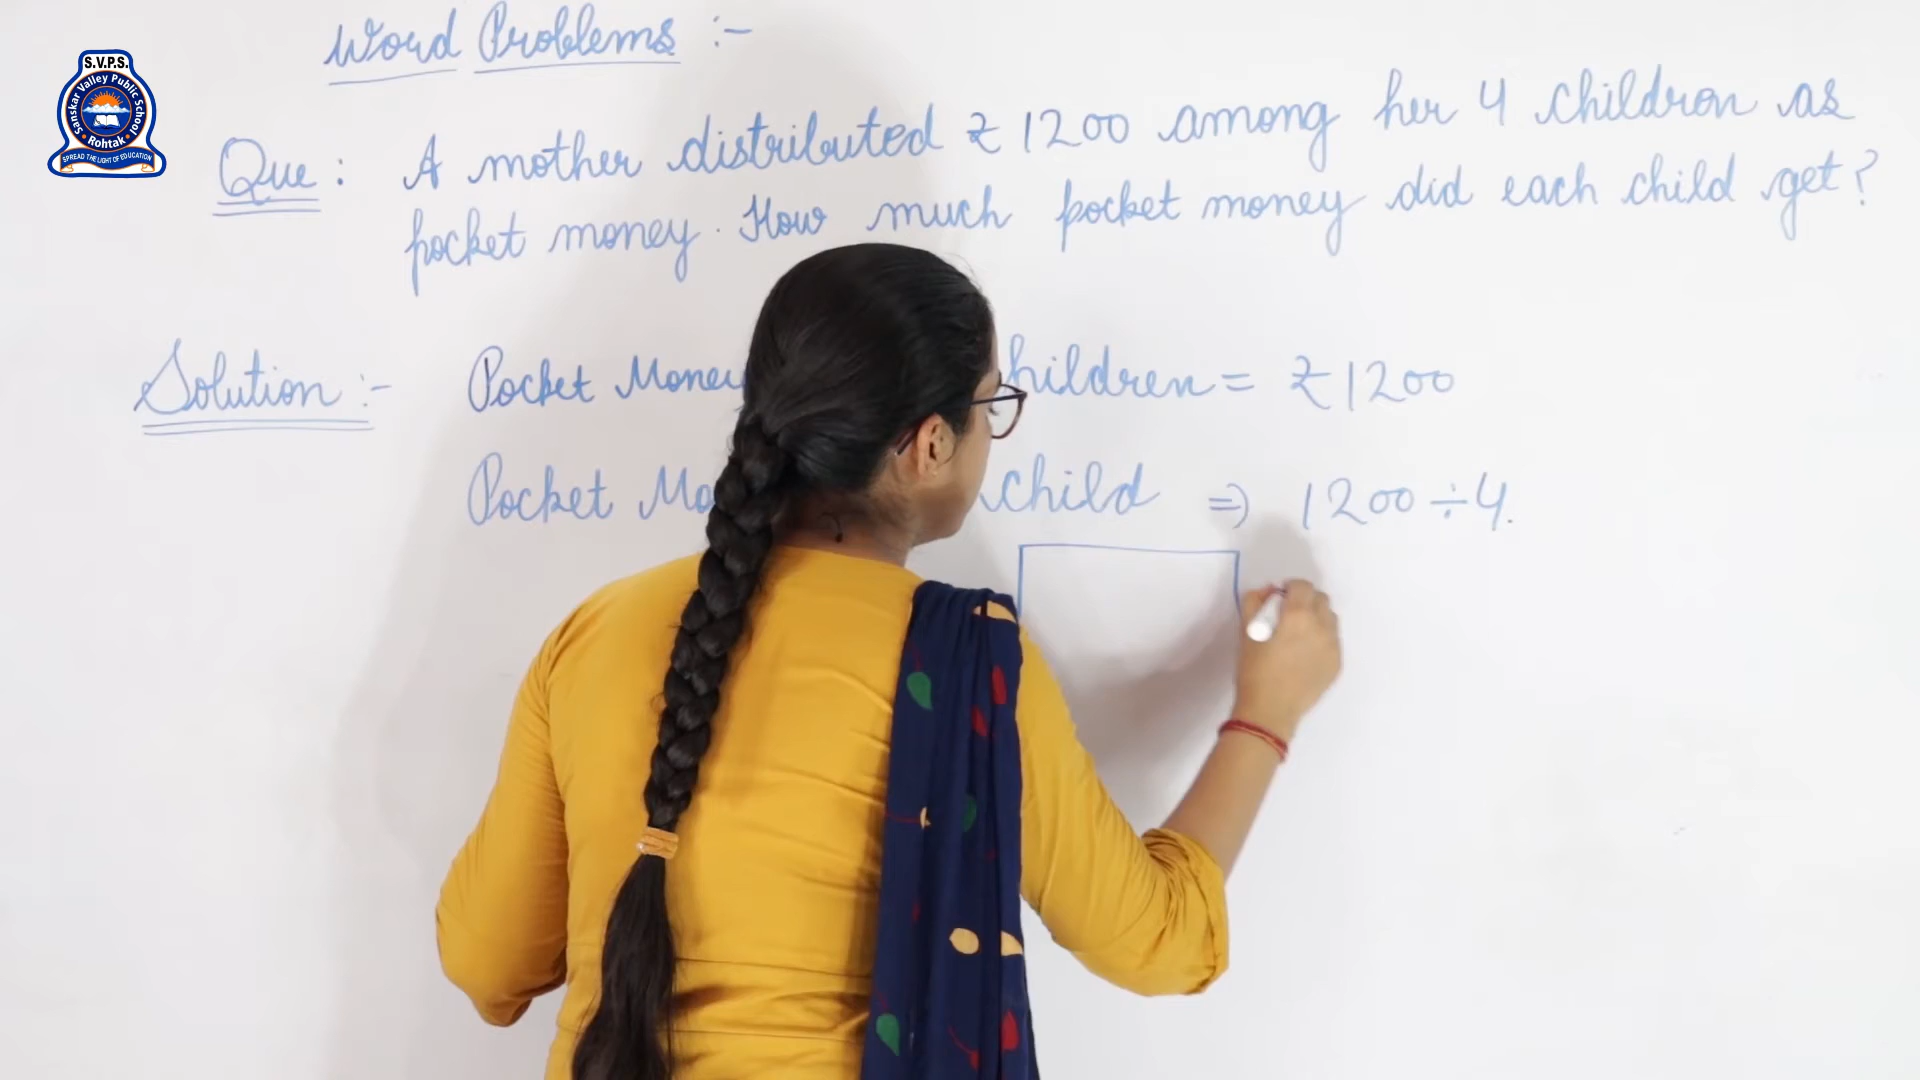 S.V.P.S.
Sanskar Valley Public School
Rohtak
SPREAD THE LIGHT OF EDUCATION
Word Problems :-
Que : A mother distributed ₹ 1200 among her 4 children as
pocket money. How much pocket money did each child get?
Solution :- Pocket Money hildren = ₹ 1200
Pocket Mo child ⇒ 1200 ÷ 4.